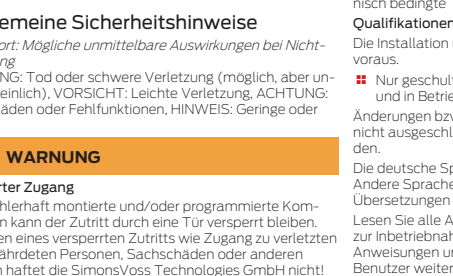 gemeine Sicherheitshinweise
ort: Mögliche unmittelbare Auswirkungen bei Nicht-
ng
NG: Tod oder schwere Verletzung (möglich, aber un-
einlich), VORSICHT: Leichte Verletzung, ACHTUNG:
äden oder Fehlfunktionen, HINWEIS: Geringe oder
WARNUNG
rter Zugang
hlerhaft montierte und/oder programmierte Kom-
n kann der Zutritt durch eine Tür versperrt bleiben.
en eines versperrten Zutritts wie Zugang zu verletzten
ährdeten Personen, Sachschäden oder anderen
haftet die SimonsVoss Technologies GmbH nicht!
nisch bedingte
Qualifikationen
Die Installation
voraus.
Nur geschult
und in Betrie
Änderungen bzw
nicht ausgeschl
den.
Die deutsche Sp
Andere Sprache
Übersetzungen
Lesen Sie alle A
zur Inbetriebnah
Anweisungen u
Benutzer weiter